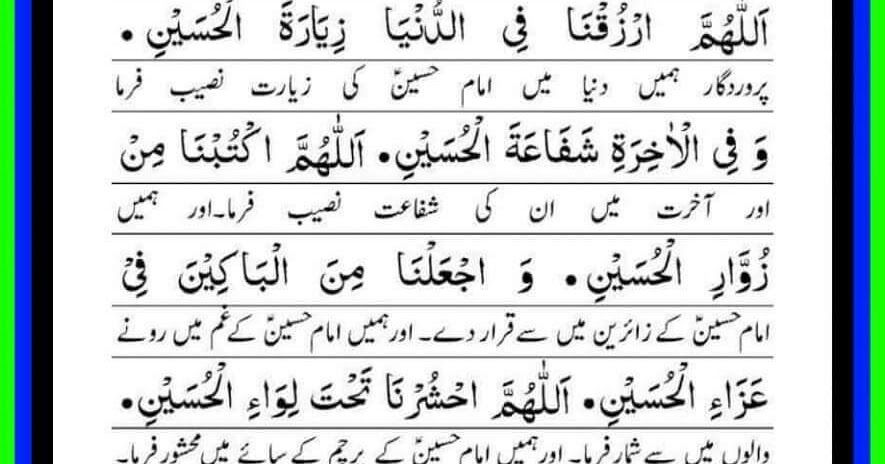 اَللّٰهُمَّ ارْزُقْنَا فِی الدُّنْيَا زِيَارَةَ الْحُسَيْنِ.
پروردگار ہمیں دنیا میں امام حسینؑ کی زیارت نصیب فرما
وَ فِی الْاٰخِرَةِ شَفَاعَةَ الْحُسَيْنِ. اَللّٰهُمَّ اكْتُبْنَا مِنْ
اور آخرت میں ان کی شفاعت نصیب فرما۔اور ہمیں
زُوَّارِ الْحُسَيْنِ. وَ اجْعَلْنَا مِنَ الْبَاكِيْنَ فِیْ
امام حسینؑ کے زائرین میں سے قرار دے۔ اور ہمیں امام حسینؑ کے غم میں رونے
عَزَاءِ الْحُسَيْنِ. اَللّٰهُمَّ احْشُرْنَا تَحْتَ لِوَاءِ الْحُسَيْنِ.
والوں میں سے شمار فرما۔ اور ہمیں امام حسینؑ کے پرچم کے سائے میں محشور فرما۔